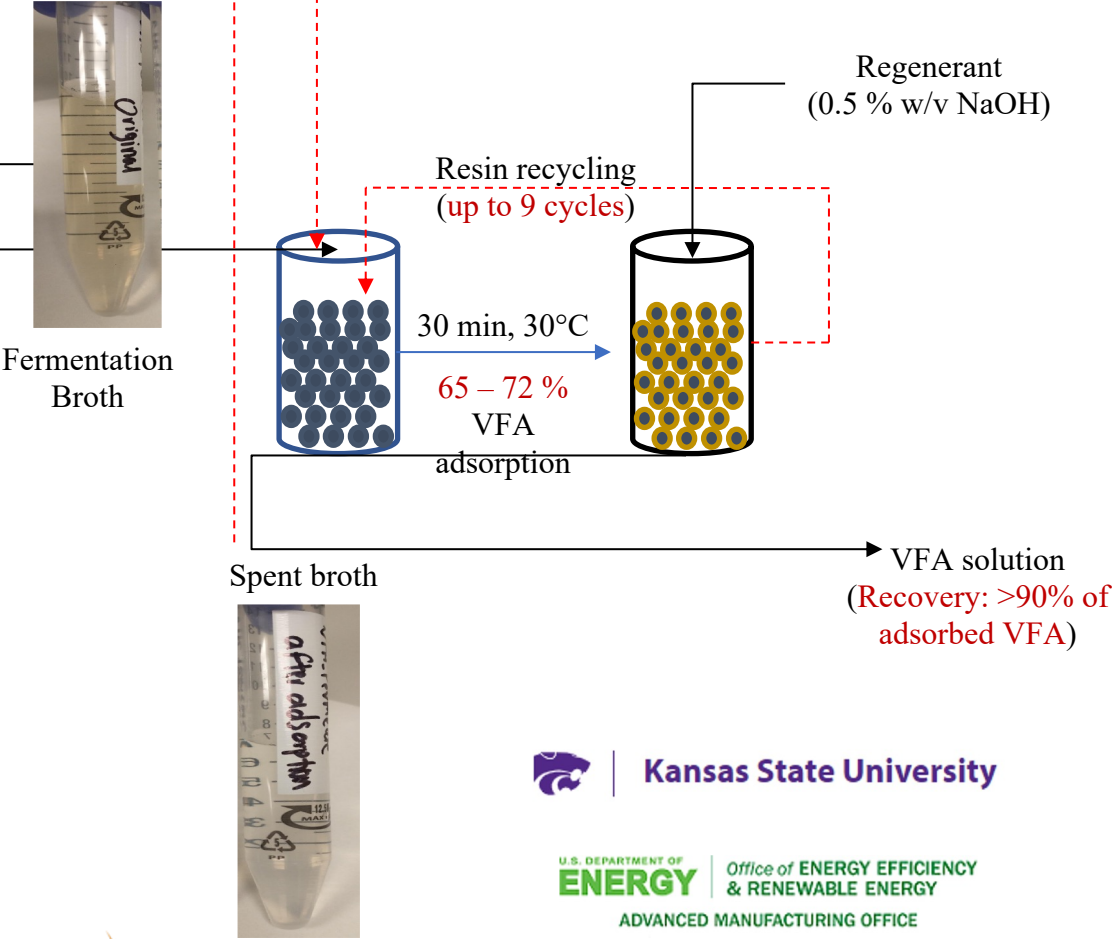 Original
PP
Fermentation
Broth
Regenerant
(0.5 % w/v NaOH)
Resin recycling
(up to 9 cycles)
30 min, 30°C
65 – 72 %
VFA
adsorption
Spent broth
after adsorption
PP
VFA solution
(Recovery: >90% of
adsorbed VFA)
Kansas State University
U.S. DEPARTMENT OF
ENERGY
Office of ENERGY EFFICIENCY
& RENEWABLE ENERGY
ADVANCED MANUFACTURING OFFICE